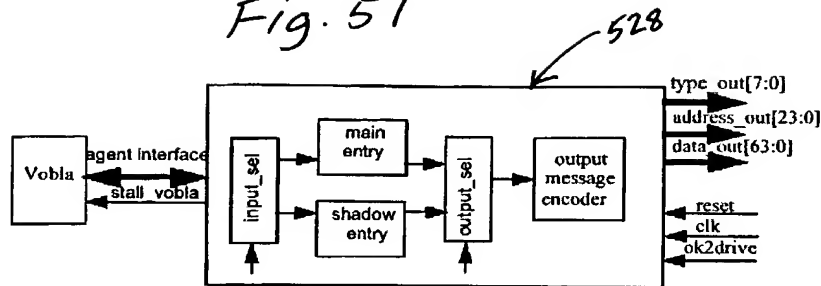 Fig. 51
528
type_out[7:0]
address_out[23:0]
data_out[63:0]
Vobla
agent interface
stall_vobla
input_sel
main
entry
shadow
entry
output_sel
output
message
encoder
reset
clk
ok2drive